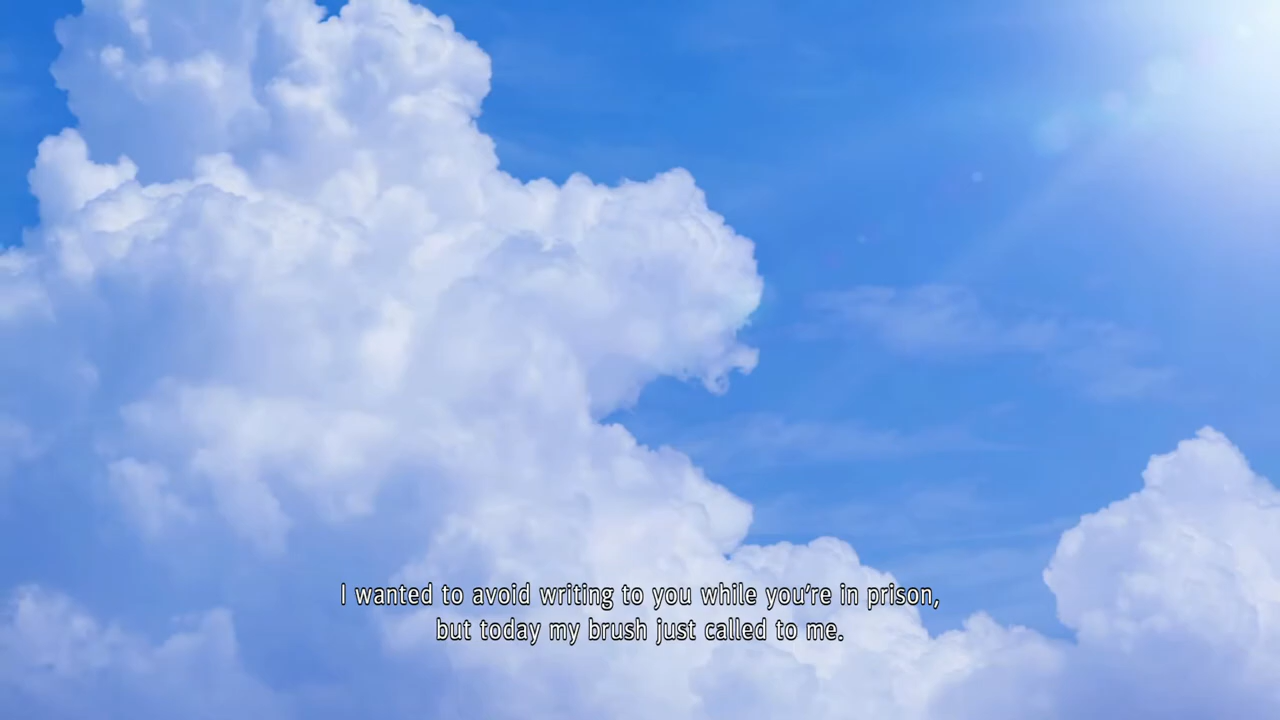 I wanted to avoid writing to you while you're in prison,
but today my brush just called to me.